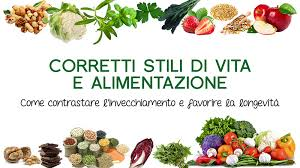 CORRETTI STILI DI VITA
E ALIMENTAZIONE
Come contrastare l'invecchiamento e favorire la longevità